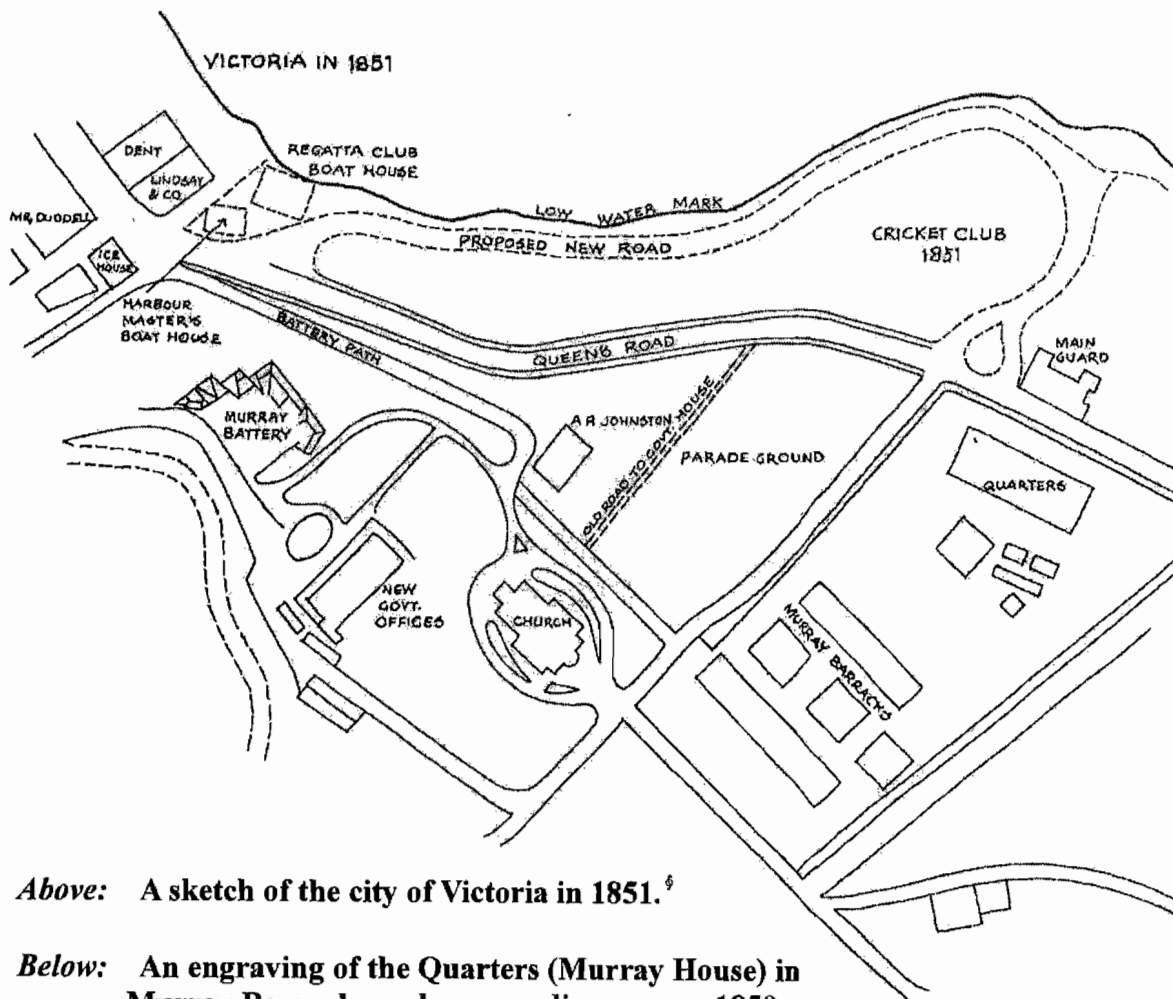 VICTORIA IN 1851
DENT
LINDSAY
& CO.
REGATTA CLUB
BOAT HOUSE
MR. DUDDELL
ICE
HOUSE
HARBOUR
MASTER'S
BOAT HOUSE
LOW WATER MARK
PROPOSED NEW ROAD
CRICKET CLUB
1851
BATTERY PATH
QUEENS ROAD
MAIN
GUARD
MURRAY
BATTERY
A R JOHNSTON
OLD ROAD TO GOVT. HOUSE
PARADE GROUND
QUARTERS
NEW
GOVT.
OFFICES
CHURCH
MURRAY BARRACKS
Above: A sketch of the city of Victoria in 1851.§
Below: An engraving of the Quarters (Murray House) in